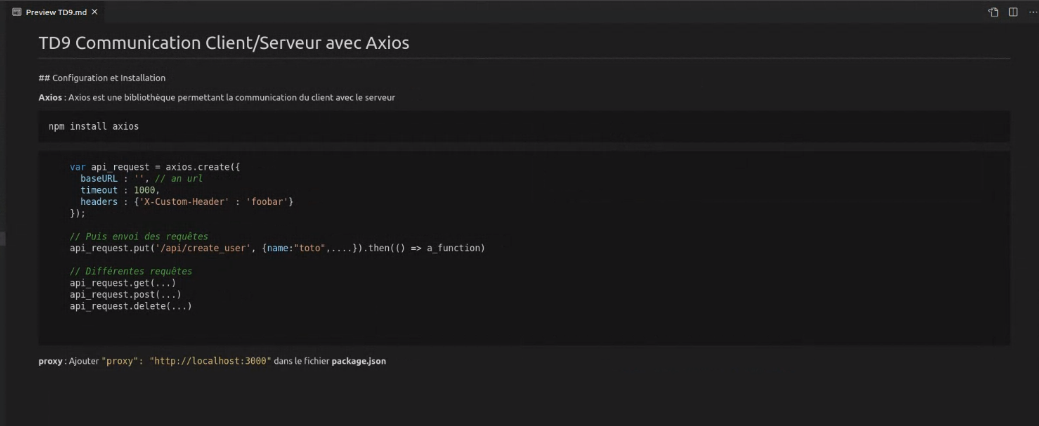 Preview TD9.md ×
TD9 Communication Client/Serveur avec Axios
## Configuration et Installation
Axios : Axios est une bibliothèque permettant la communication du client avec le serveur
npm install axios
var api_request = axios.create({
baseURL : '', // an url
timeout : 1000,
headers : {'X-Custom-Header' : 'foobar'}
});
// Puis envoi des requêtes
api_request.put('/api/create_user', {name:"toto",....}).then(() => a_function)
// Différentes requêtes
api_request.get(...)
api_request.post(...)
api_request.delete(...)
proxy : Ajouter "proxy": "http://localhost:3000" dans le fichier package.json